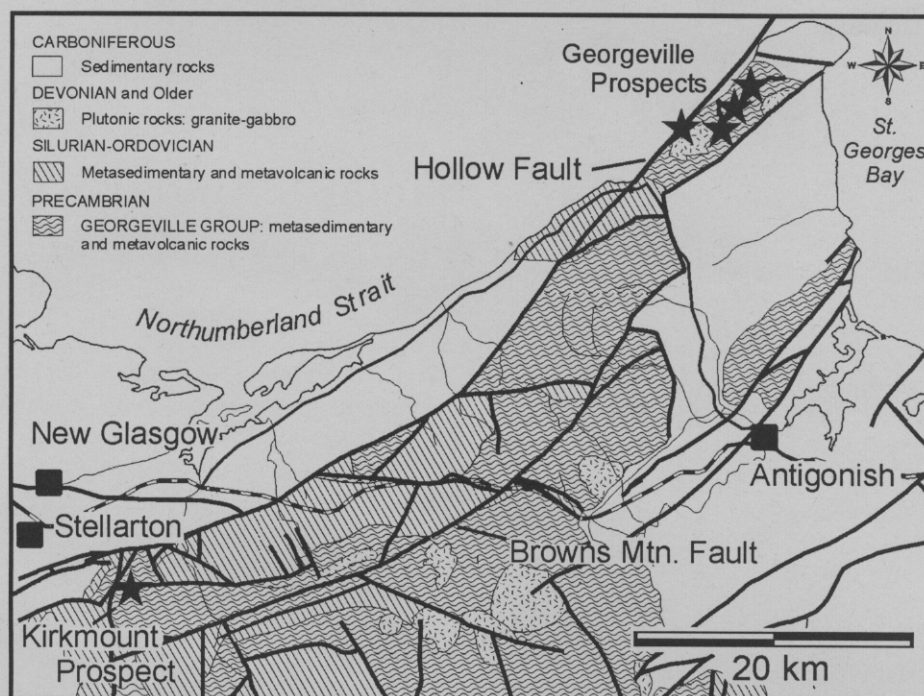 CARBONIFEROUS
Sedimentary rocks
DEVONIAN and Older
Plutonic rocks: granite-gabbro
SILURIAN-ORDOVICIAN
Metasedimentary and metavolcanic rocks
PRECAMBRIAN
GEORGEVILLE GROUP: metasedimentary
and metavolcanic rocks
Georgeville
Prospects
N
W
E
S
St.
Georges
Bay
Hollow Fault
Northumberland Strait
New Glasgow
Stellarton
Antigonish
Browns Mtn. Fault
Kirkmount
Prospect
20 km